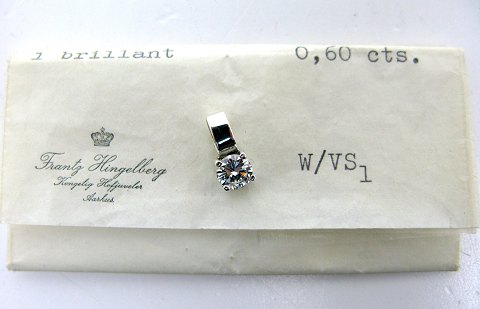 1 brillant 0,60 cts.
Frantz Hingelberg
Kongelig Hofjuveler
Aarhus
W/VS1